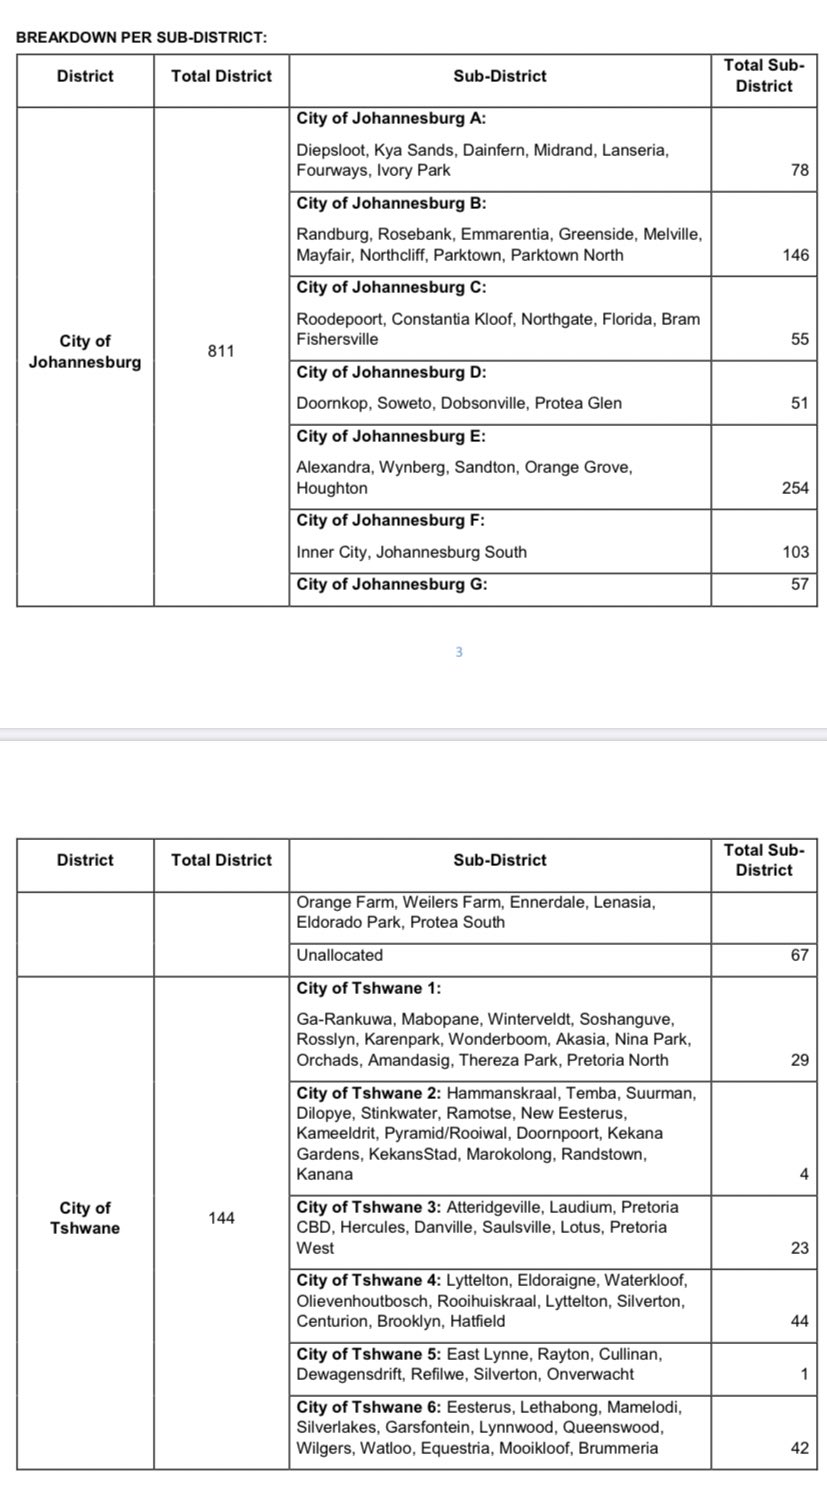 BREAKDOWN PER SUB-DISTRICT:
District
Total District
Sub-District
Total Sub-
District
City of
Johannesburg
811
City of Johannesburg A:
Diepsloot, Kya Sands, Dainfern, Midrand, Lanseria,
Fourways, Ivory Park
78
City of Johannesburg B:
Randburg, Rosebank, Emmarentia, Greenside, Melville,
Mayfair, Northcliff, Parktown, Parktown North
146
City of Johannesburg C:
Roodepoort, Constantia Kloof, Northgate, Florida, Bram
Fishersville
55
City of Johannesburg D:
Doornkop, Soweto, Dobsonville, Protea Glen
51
City of Johannesburg E:
Alexandra, Wynberg, Sandton, Orange Grove,
Houghton
254
City of Johannesburg F:
Inner City, Johannesburg South
103
City of Johannesburg G:
57
3
District
Total District
Sub-District
Total Sub-
District
Orange Farm, Weilers Farm, Ennerdale, Lenasia,
Eldorado Park, Protea South
Unallocated
67
City of
Tshwane
144
City of Tshwane 1:
Ga-Rankuwa, Mabopane, Winterveldt, Soshanguve,
Rosslyn, Karenpark, Wonderboom, Akasia, Nina Park,
Orchads, Amandasig, Thereza Park, Pretoria North
29
City of Tshwane 2: Hammanskraal, Temba, Suurman,
Dilopye, Stinkwater, Ramotse, New Eesterus,
Kameeldrit, Pyramid/Rooiwal, Doornpoort, Kekana
Gardens, KekansStad, Marokolong, Randstown,
Kanana
4
City of Tshwane 3: Atteridgeville, Laudium, Pretoria
CBD, Hercules, Danville, Saulsville, Lotus, Pretoria
West
23
City of Tshwane 4: Lyttelton, Eldoraigne, Waterkloof,
Olievenhoutbosch, Rooihuiskraal, Lyttelton, Silverton,
Centurion, Brooklyn, Hatfield
44
City of Tshwane 5: East Lynne, Rayton, Cullinan,
Dewagensdrift, Refilwe, Silverton, Onverwacht
1
City of Tshwane 6: Eesterus, Lethabong, Mamelodi,
Silverlakes, Garsfontein, Lynnwood, Queenswood,
Wilgers, Watloo, Equestria, Mooikloof, Brummeria
42